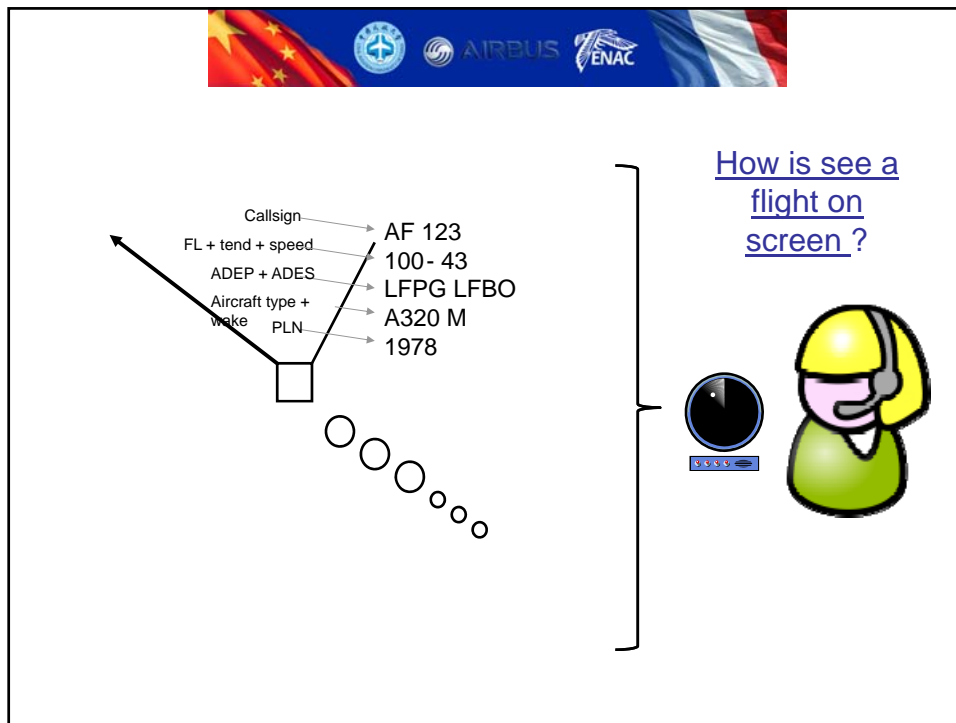 AIRBUS
ENAC
How is see a
flight on
screen ?
Callsign
AF 123
FL + tend + speed
100 - 43
ADEP + ADES
LFPG LFBO
Aircraft type +
wake
A320 M
PLN
1978